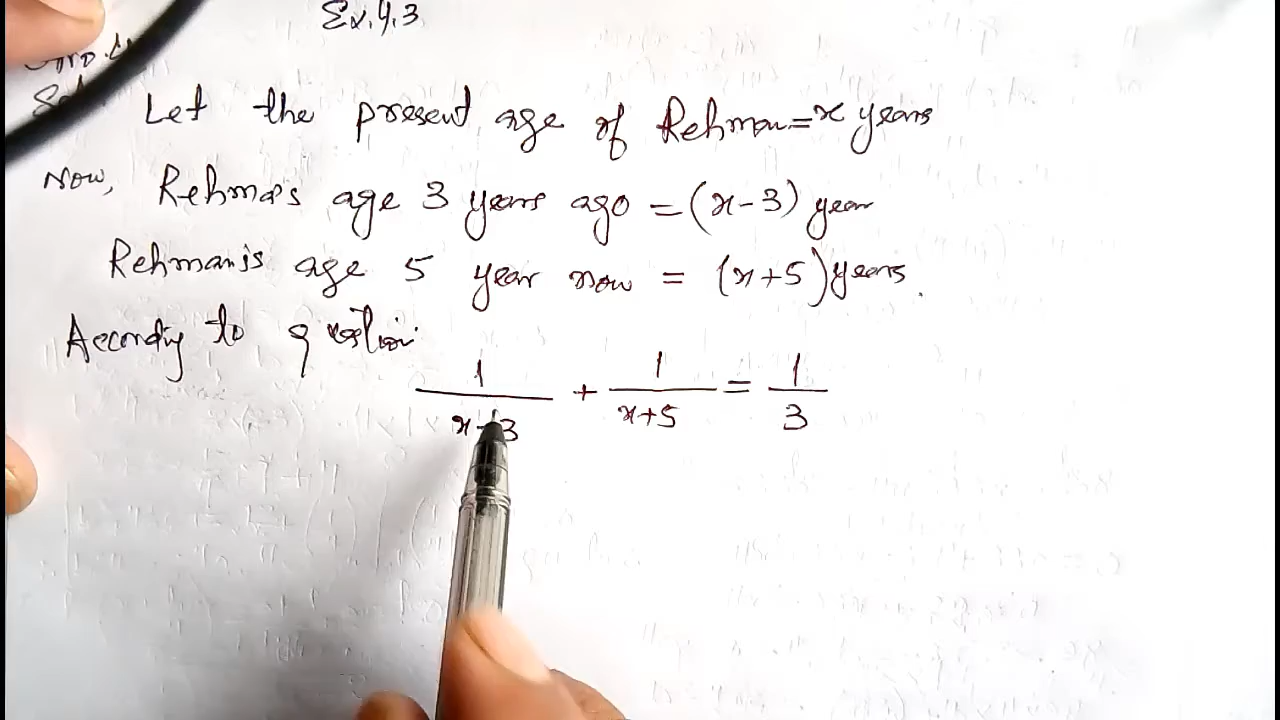 Ex.4.3
Let the present age of Rehman=x years
Now, Rehma's age 3 years ago =(x-3) year
Rehman's age 5 year now = (x+5) years.
According to question
1/(x-3) + 1/(x+5) = 1/3